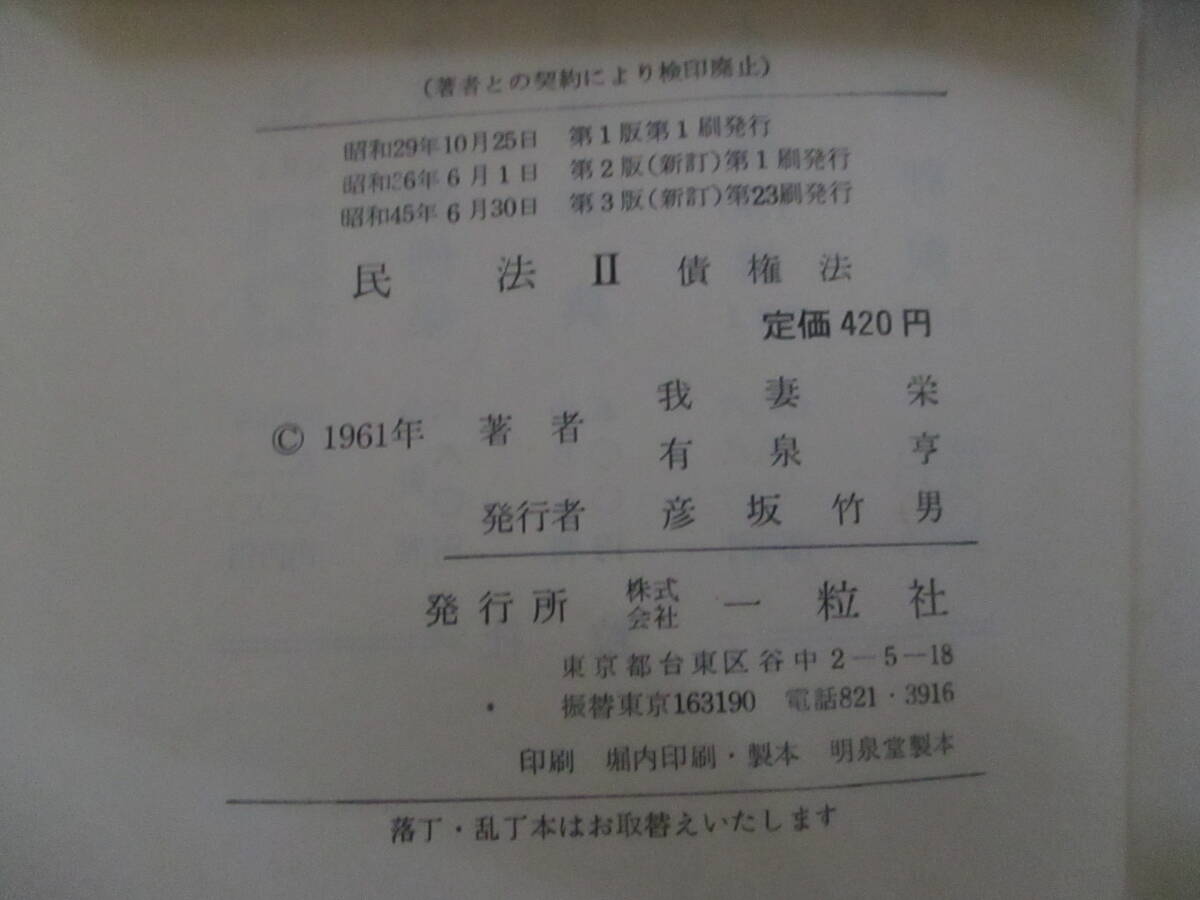 (著者との契約により検印廃止)
昭和29年10月25日 第1版第1刷発行
昭和36年6月1日 第2版(新訂)第1刷発行
昭和45年6月30日 第3版(新訂)第23刷発行
民法 II 債権法
定価 420 円
© 1961年 著者 我妻栄
有泉亨
発行者 彦坂竹男
発行所 株式会社 一粒社
東京都台東区谷中2-5-18
振替東京163190 電話821・3916
印刷 堀内印刷・製本 明泉堂製本
落丁・乱丁本はお取替えいたします